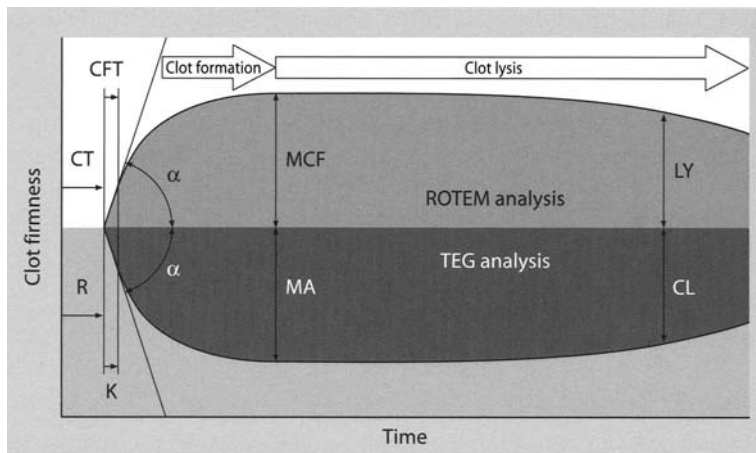 Clot formation
Clot lysis
CFT
CT
α
MCF
LY
ROTEM analysis
Clot firmness
TEG analysis
R
α
MA
CL
K
Time